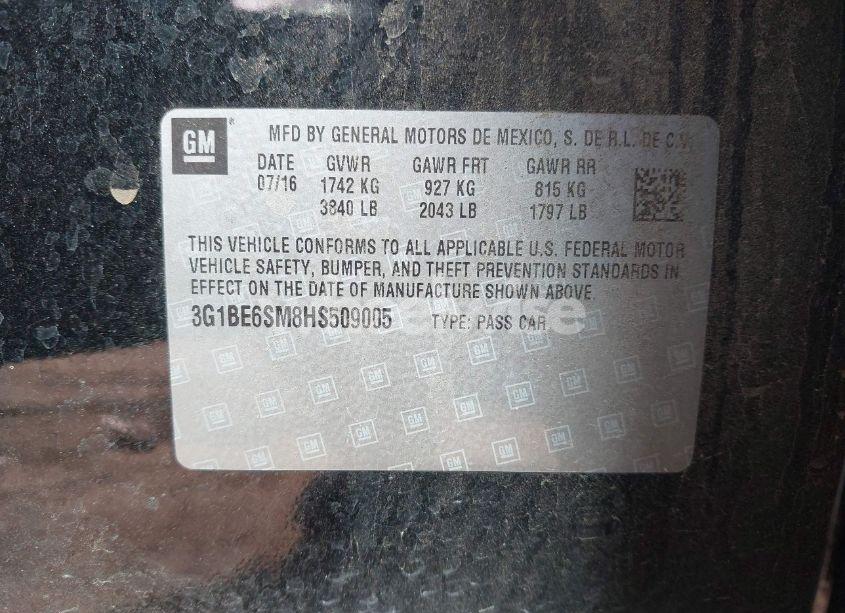 GM ® MFD BY GENERAL MOTORS DE MEXICO, S. DE R.L. DE C.V.
DATE GVWR GAWR FRT GAWR RR
07/16 1742 KG 927 KG 815 KG
3840 LB 2043 LB 1797 LB
THIS VEHICLE CONFORMS TO ALL APPLICABLE U.S. FEDERAL MOTOR
VEHICLE SAFETY, BUMPER, AND THEFT PREVENTION STANDARDS IN
EFFECT ON THE DATE OF MANUFACTURE SHOWN ABOVE.
3G1BE6SM8HS509005 TYPE: PASS CAR